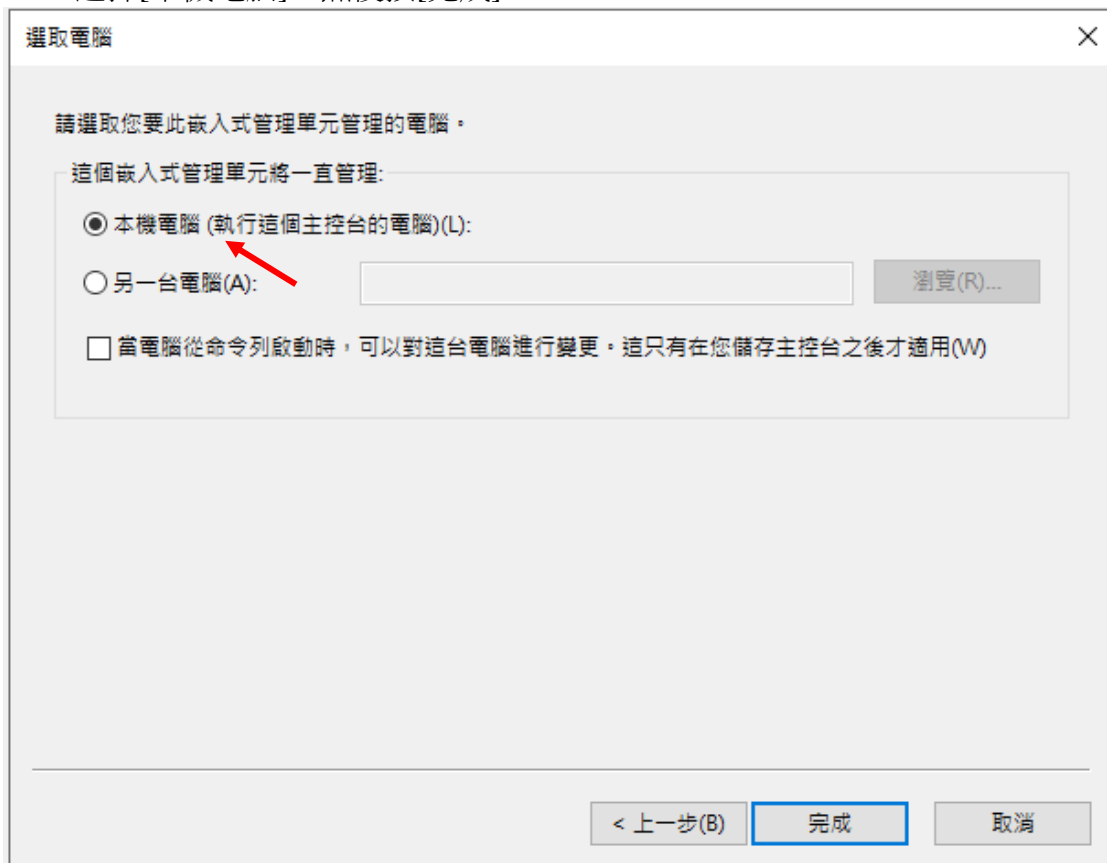 選取電腦
請選取您要此嵌入式管理單元管理的電腦。
這個嵌入式管理單元將一直管理:
本機電腦 (執行這個主控台的電腦)(L):
另一台電腦(A):
瀏覽(R)...
當電腦從命令列啟動時，可以對這台電腦進行變更。這只有在您儲存主控台之後才適用(W)
< 上一步(B)
完成
取消